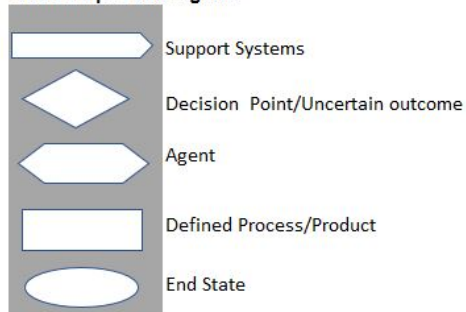 Support Systems
Decision Point/Uncertain outcome
Agent
Defined Process/Product
End State